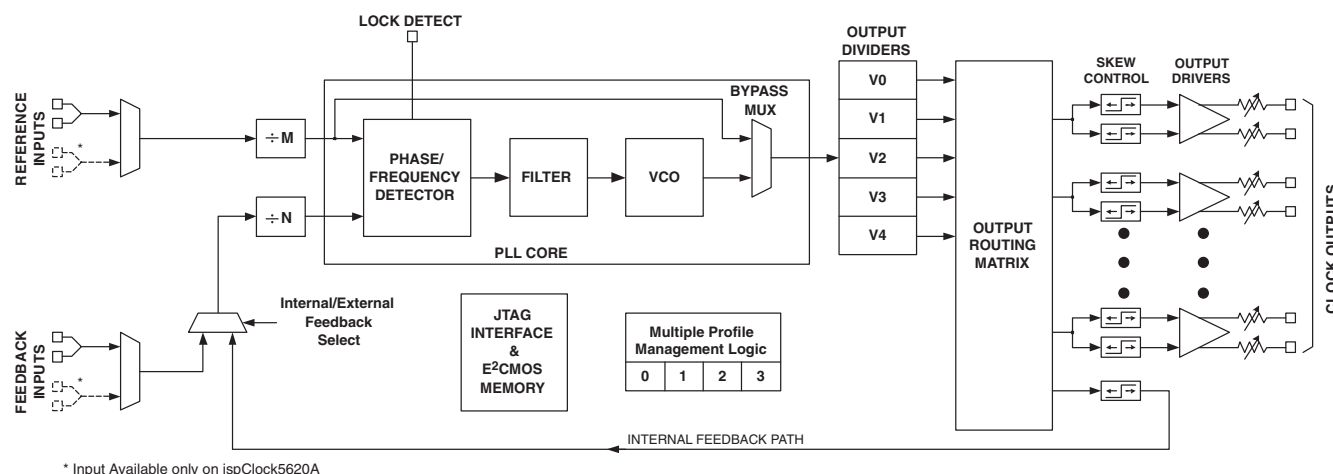 LOCK DETECT
OUTPUT
DIVIDERS
SKEW
CONTROL
OUTPUT
DRIVERS
BYPASS
MUX
V0
V1
V2
V3
V4
REFERENCE
INPUTS
*
÷M
÷N
PHASE/
FREQUENCY
DETECTOR
FILTER
VCO
PLL CORE
OUTPUT
ROUTING
MATRIX
CLOCK OUTPUTS
Internal/External
Feedback
Select
JTAG
INTERFACE
&
E2CMOS
MEMORY
Multiple Profile
Management Logic
0 1 2 3
FEEDBACK
INPUTS
*
INTERNAL FEEDBACK PATH
* Input Available only on ispClock5620A